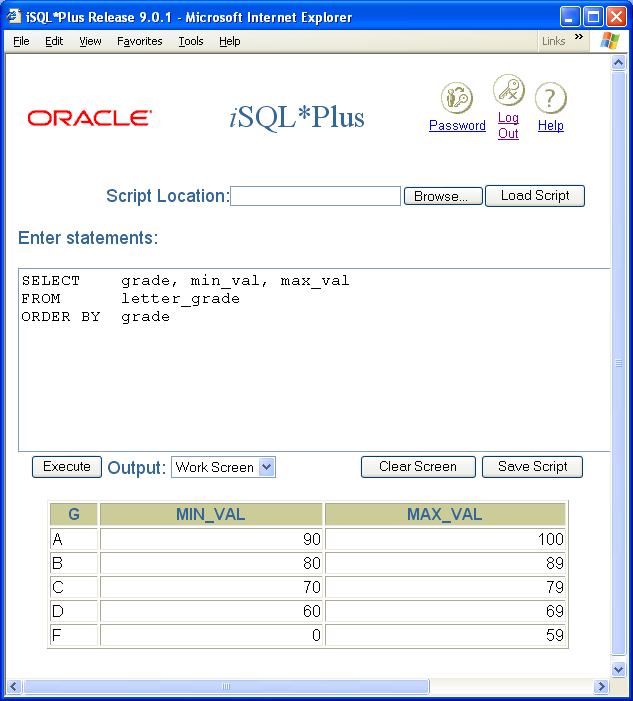 iSQL*Plus Release 9.0.1 - Microsoft Internet Explorer
File Edit View Favorites Tools Help Links »
ORACLE
iSQL*Plus
Password
Log Out
Help
Script Location: Browse... Load Script
Enter statements:
SELECT grade, min_val, max_val
FROM letter_grade
ORDER BY grade
Execute Output: Work Screen Clear Screen Save Script
G MIN_VAL MAX_VAL
A 90 100
B 80 89
C 70 79
D 60 69
F 0 59